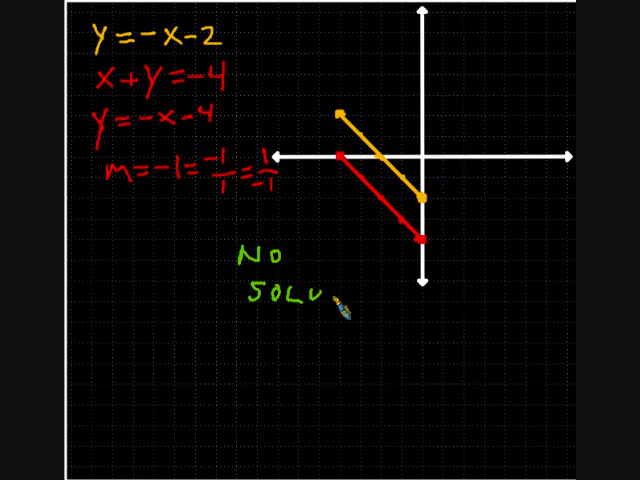 y = -x - 2
x + y = -4
y = -x - 4
m = -1 = -1/1 = 1/-1
NO
SOLU